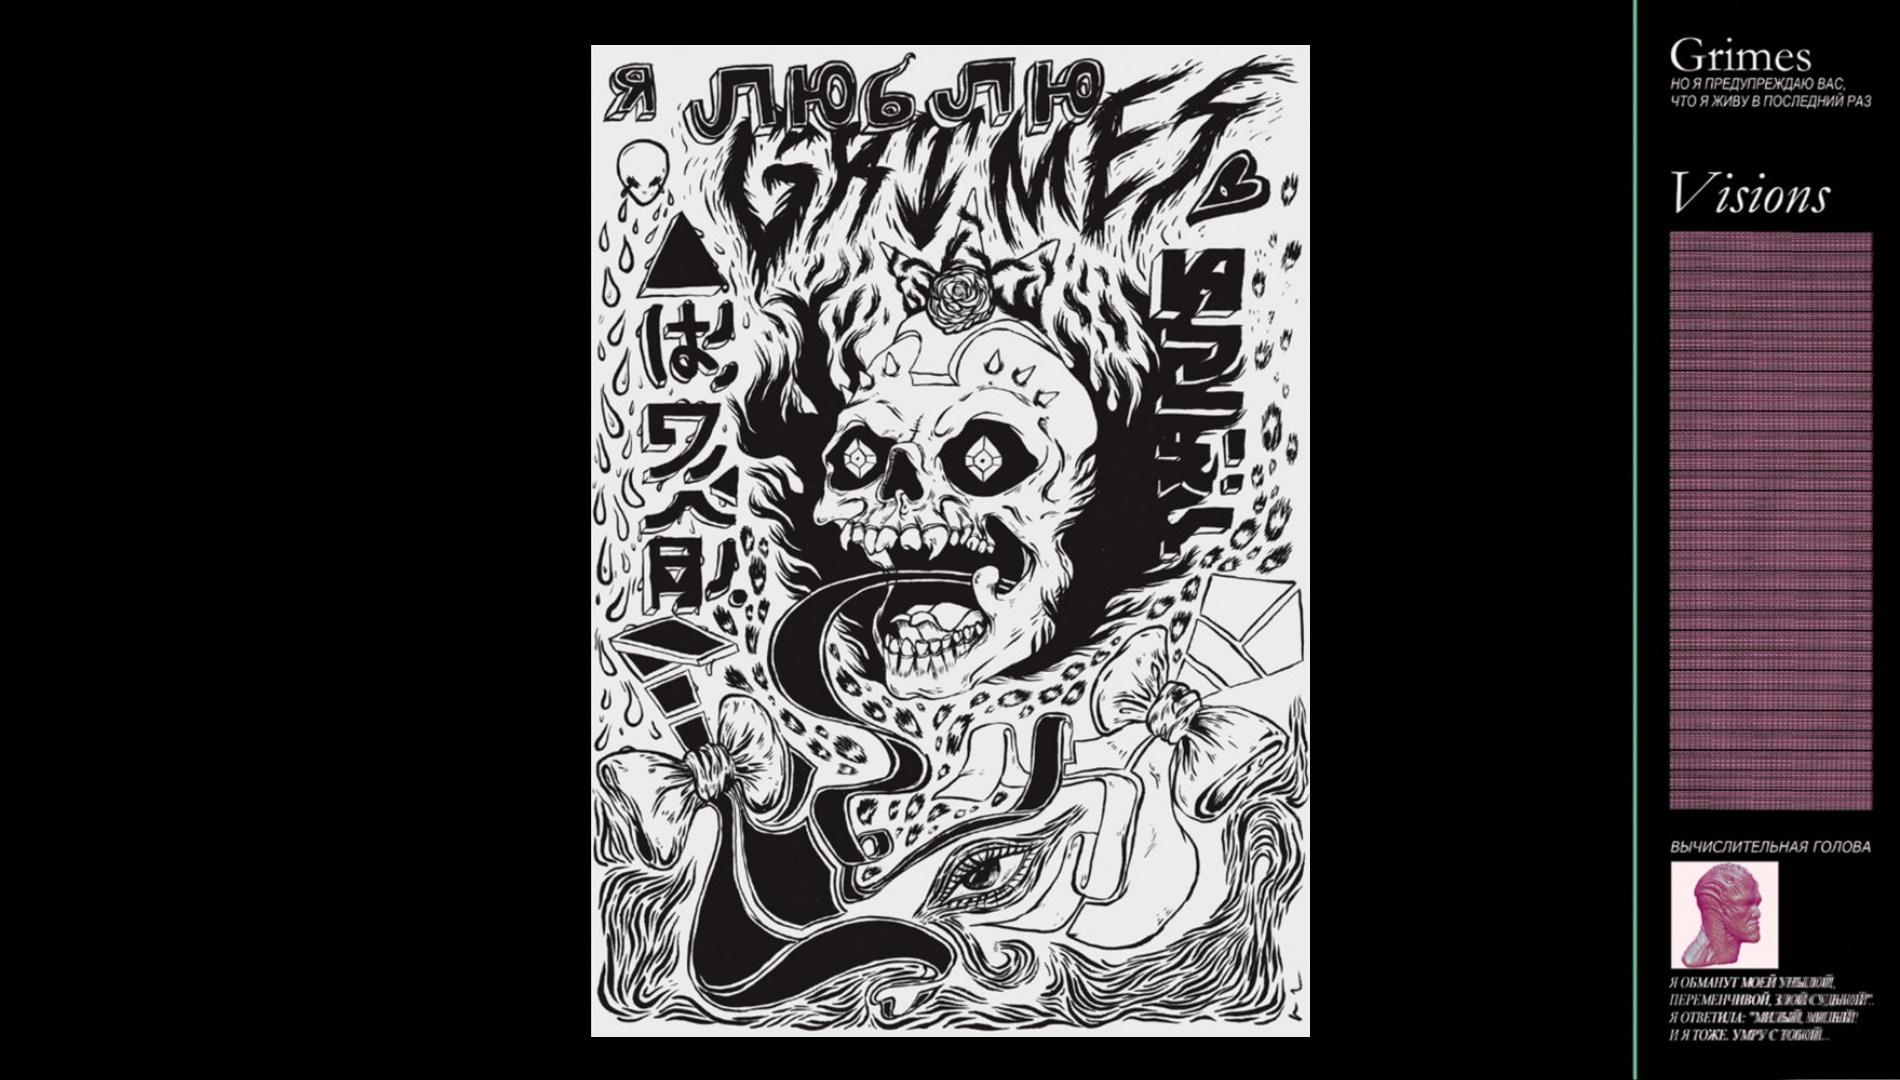 Я ЛЮбЛЮ
GRIMES
Grimes
НО Я ПРЕДУПРЕЖДАЮ ВАС,
ЧТО Я ЖИВУ В ПОСЛЕДНИЙ РАЗ
Visions
ВЫЧИСЛИТЕЛЬНАЯ ГОЛОВА
Я ОБМАНУТ МОЕЙ УНЫЛОЙ,
ПЕРЕМЕНЧИВОЙ, ЗЛОЙ СУДЬБОЙ".
Я ОТВЕТИЛА: "МИЛЫЙ, МИЛЫЙ!
И Я ТОЖЕ. УМРУ С ТОБОЙ...